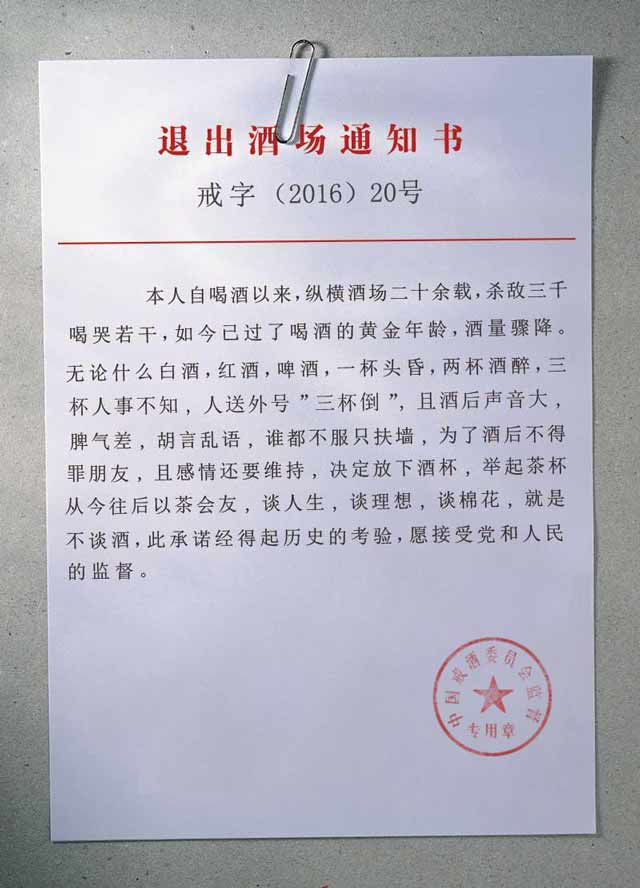 退出酒场通知书
戒字（2016）20号
本人自喝酒以来，纵横酒场二十余载，杀敌三千
喝哭若干，如今已过了喝酒的黄金年龄，酒量骤降。
无论什么白酒，红酒，啤酒，一杯头昏，两杯酒醉，三
杯人事不知，人送外号”三杯倒”，且酒后声音大，
脾气差，胡言乱语，谁都不服只扶墙，为了酒后不得
罪朋友，且感情还要维持，决定放下酒杯，举起茶杯
从今往后以茶会友，谈人生，谈理想，谈棉花，就是
不谈酒，此承诺经得起历史的考验，愿接受党和人民
的监督。
中国戒酒委员会监督
专用章